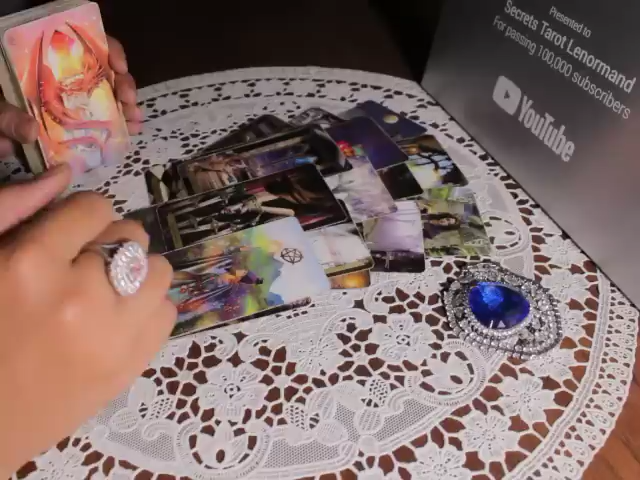 Presented to
Secrets Tarot Lenormand
For passing 100,000 subscribers
YouTube